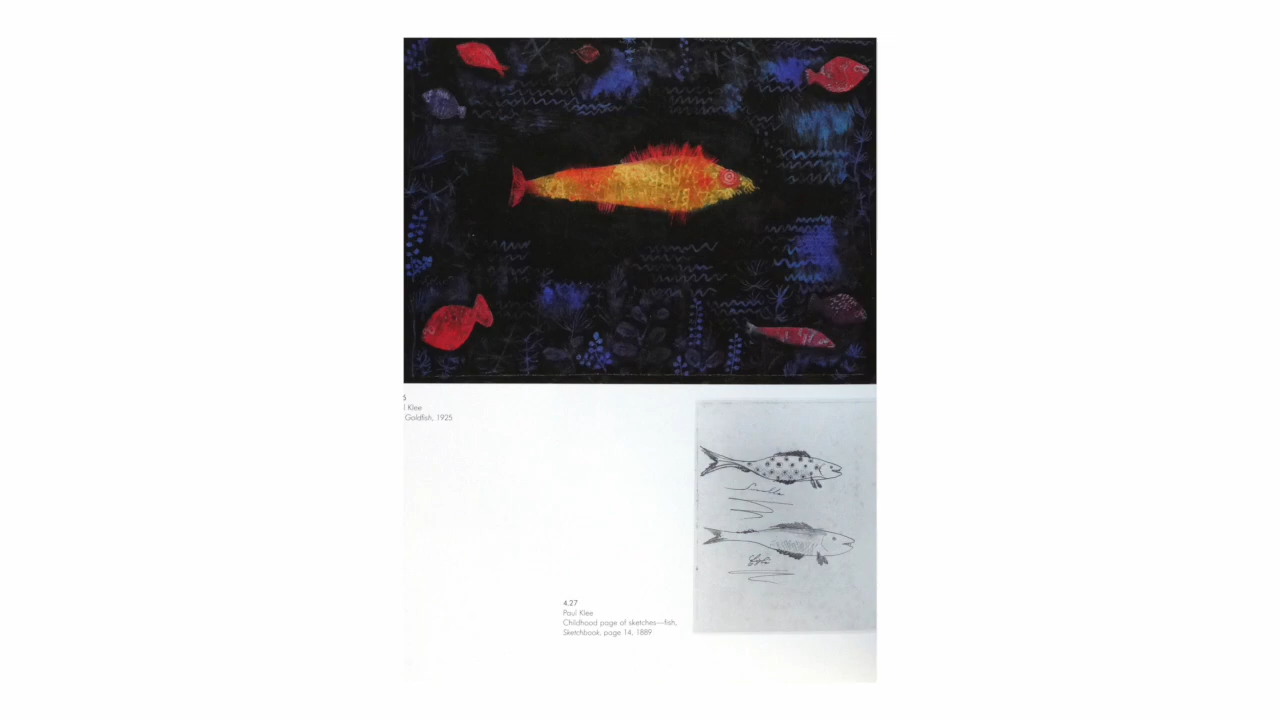 l Klee
Goldfish, 1925
4.27
Paul Klee
Childhood page of sketches—fish,
Sketchbook, page 14, 1889